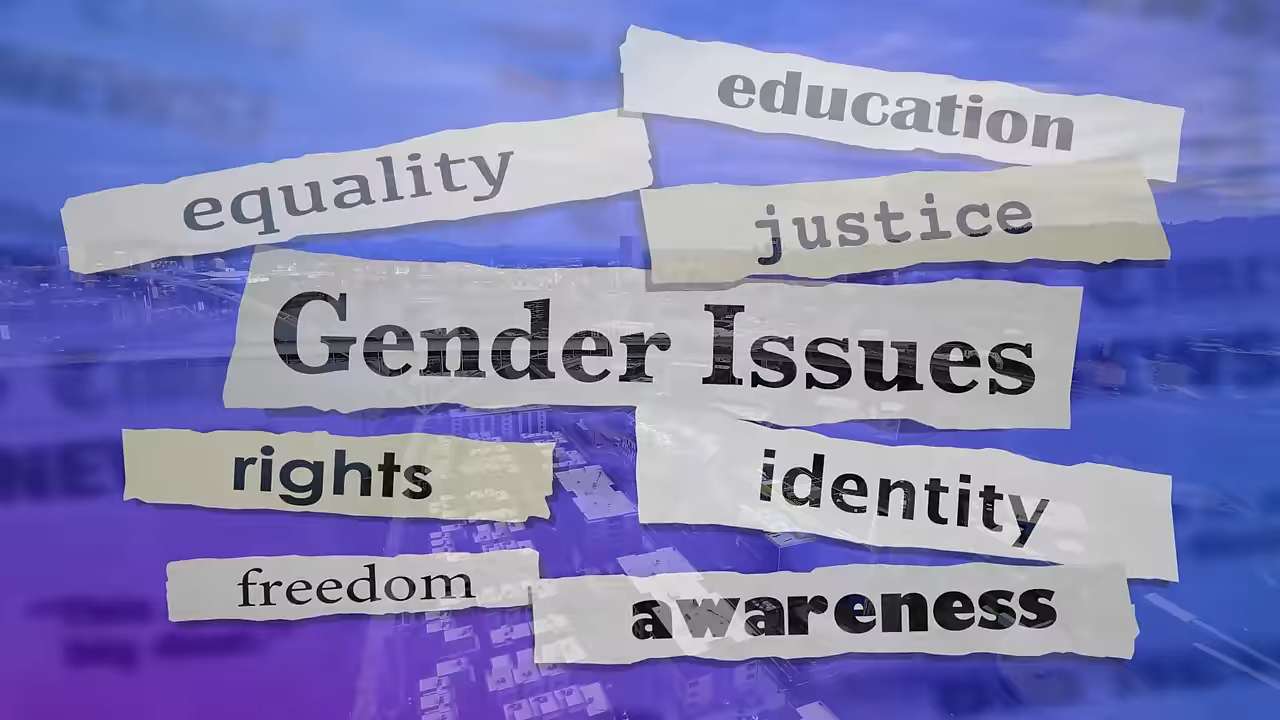 education
equality
justice
Gender Issues
rights
identity
freedom
awareness